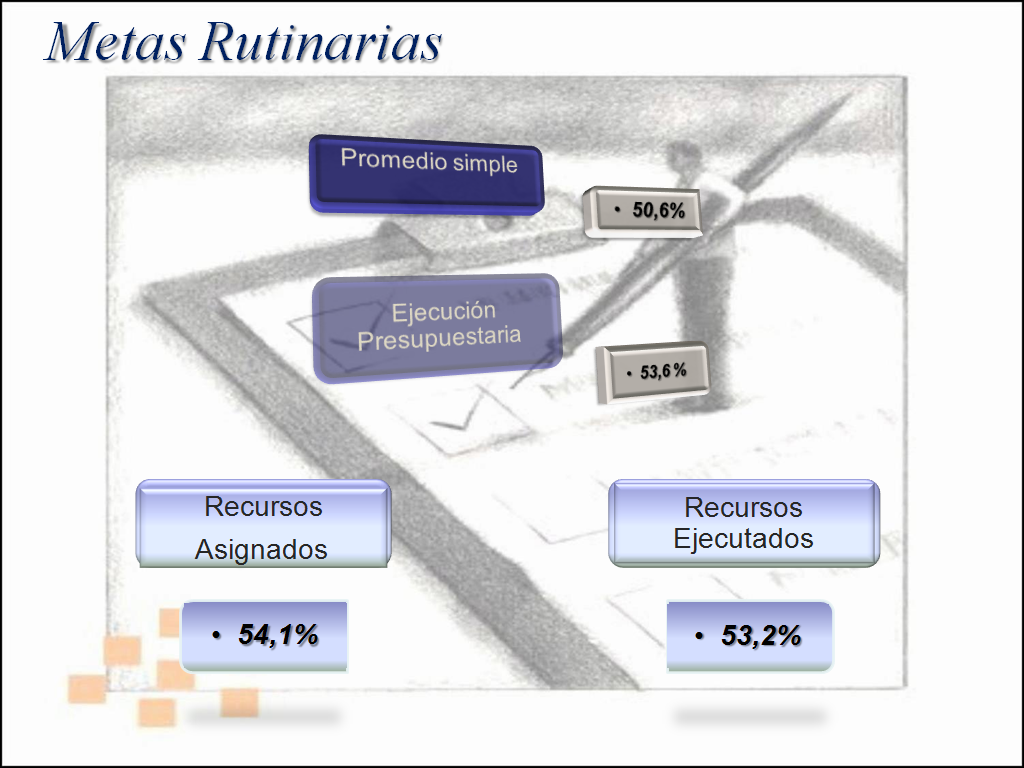 Metas Rutinarias
Promedio simple
• 50,6%
Ejecución
Presupuestaria
• 53,6 %
Recursos
Asignados
Recursos
Ejecutados
• 54,1%
• 53,2%